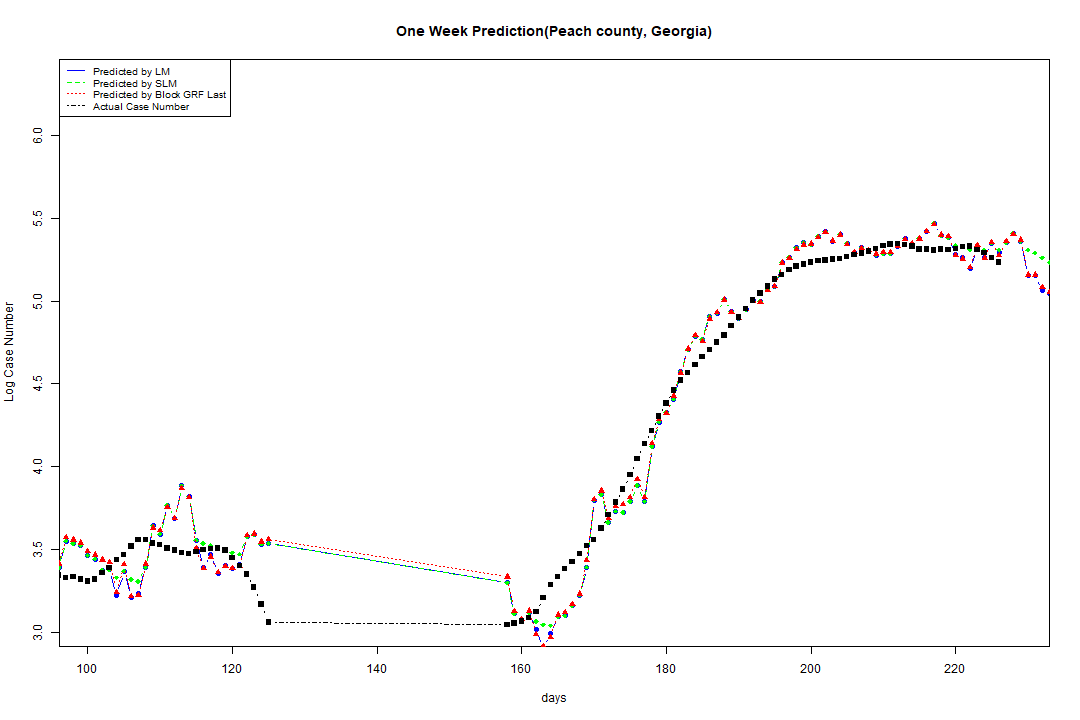 One Week Prediction(Peach county, Georgia)
Predicted by LM
Predicted by SLM
Predicted by Block GRF Last
Actual Case Number
6.0
5.5
5.0
4.5
4.0
3.5
3.0
Log Case Number
100 120 140 160 180 200 220
days